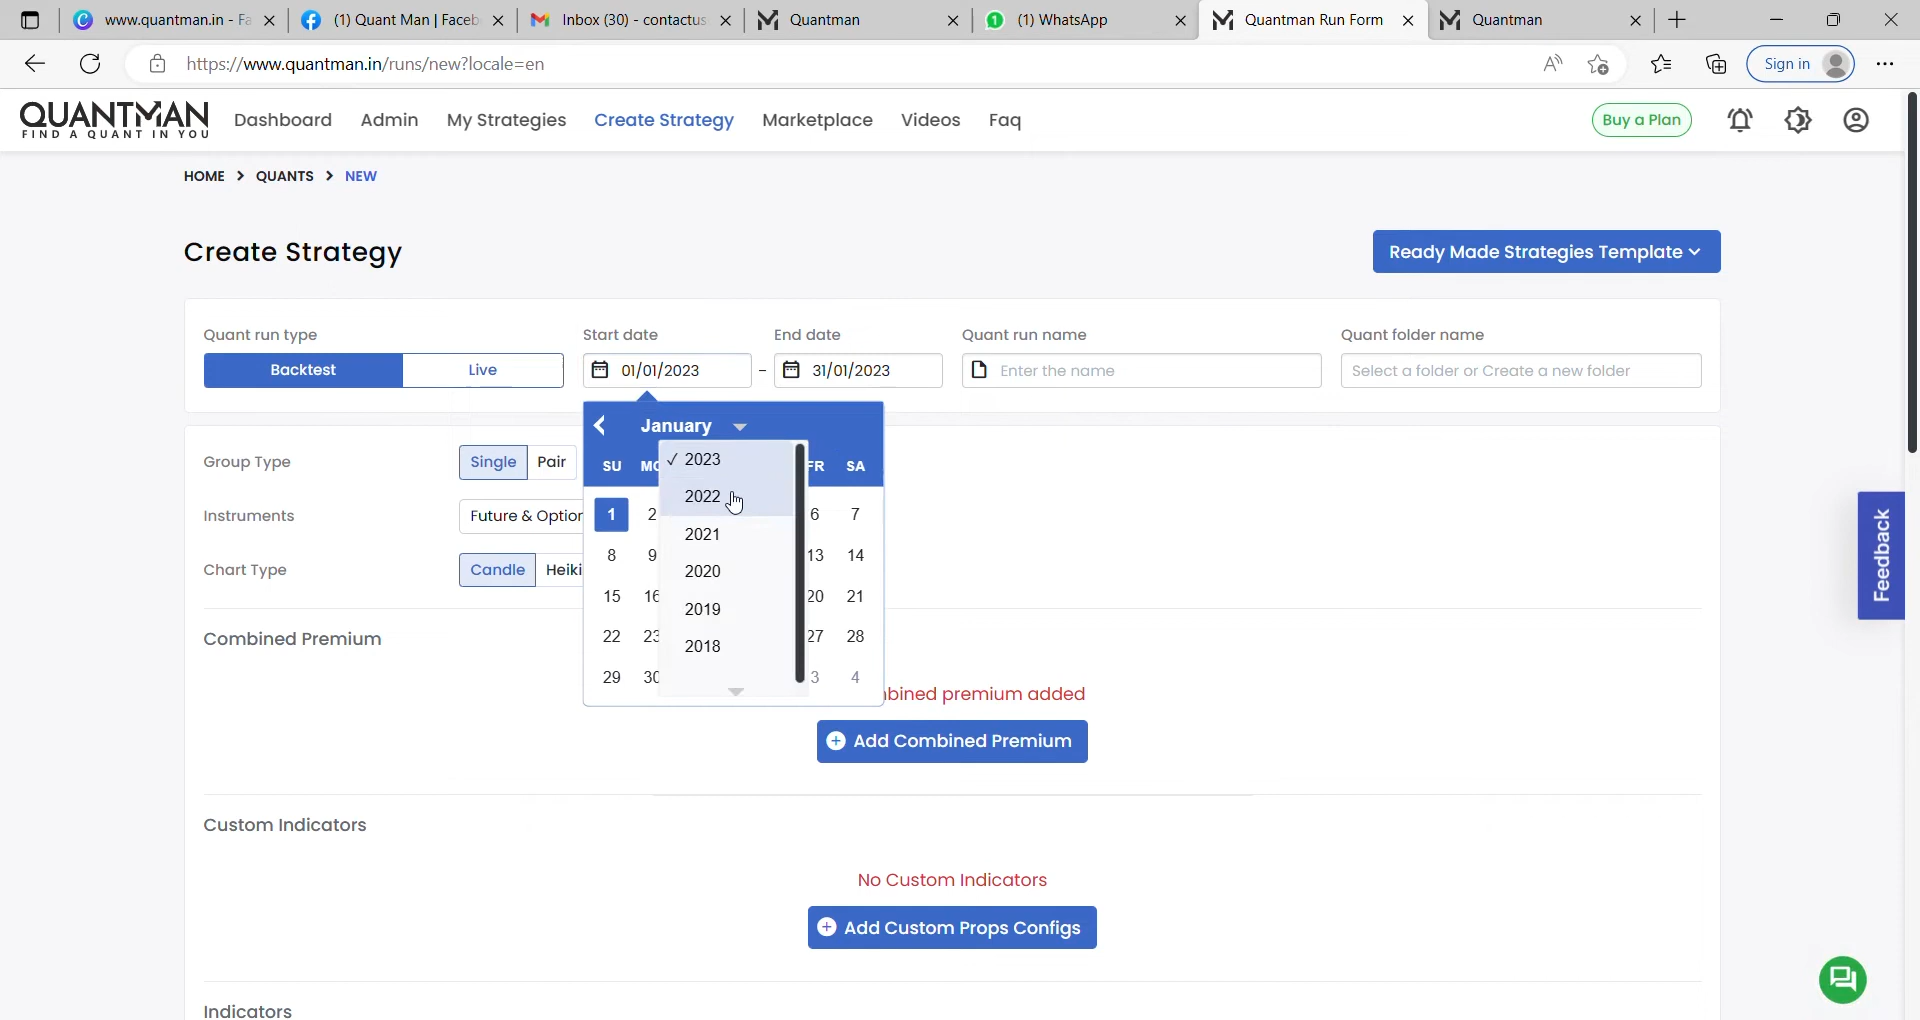 www.quantman.in - Fa
(1) Quant Man | Faceb
Inbox (30) - contactus
Quantman
(1) WhatsApp
Quantman Run Form
Quantman
https://www.quantman.in/runs/new?locale=en
Sign in
QUANTMAN
FIND A QUANT IN YOU
Dashboard
Admin
My Strategies
Create Strategy
Marketplace
Videos
Faq
Buy a Plan
HOME > QUANTS > NEW
Create Strategy
Ready Made Strategies Template
Quant run type
Start date
End date
Quant run name
Quant folder name
Backtest
Live
01/01/2023
-
31/01/2023
Enter the name
Select a folder or Create a new folder
January
SU MO FR SA
1 2 6 7
8 9 13 14
15 16 20 21
22 23 27 28
29 30 3 4
✓ 2023
2022
2021
2020
2019
2018
Group Type
Single
Pair
Instruments
Future & Option
Chart Type
Candle
Heiki
Combined Premium
bined premium added
Add Combined Premium
Custom Indicators
No Custom Indicators
Add Custom Props Configs
Indicators
Feedback